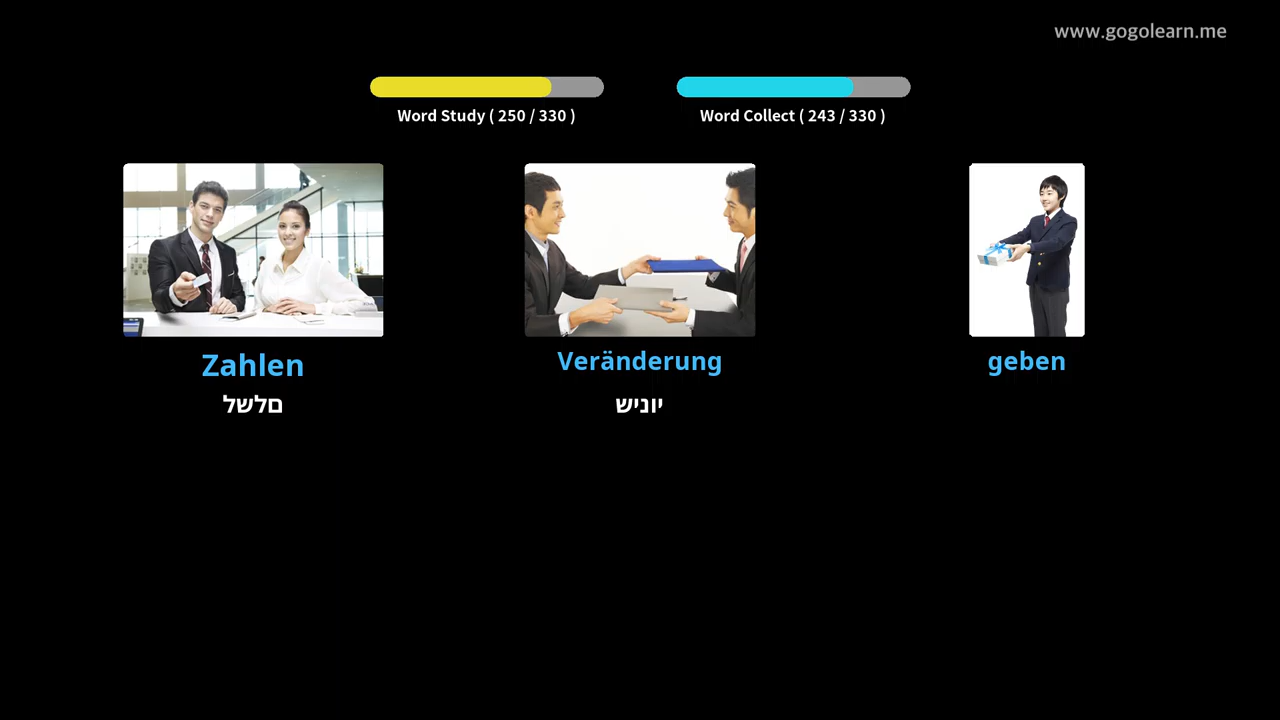 www.gogolearn.me
Word Study ( 250 / 330 )
Word Collect ( 243 / 330 )
Zahlen
Veränderung
geben
םלשל
יוניש